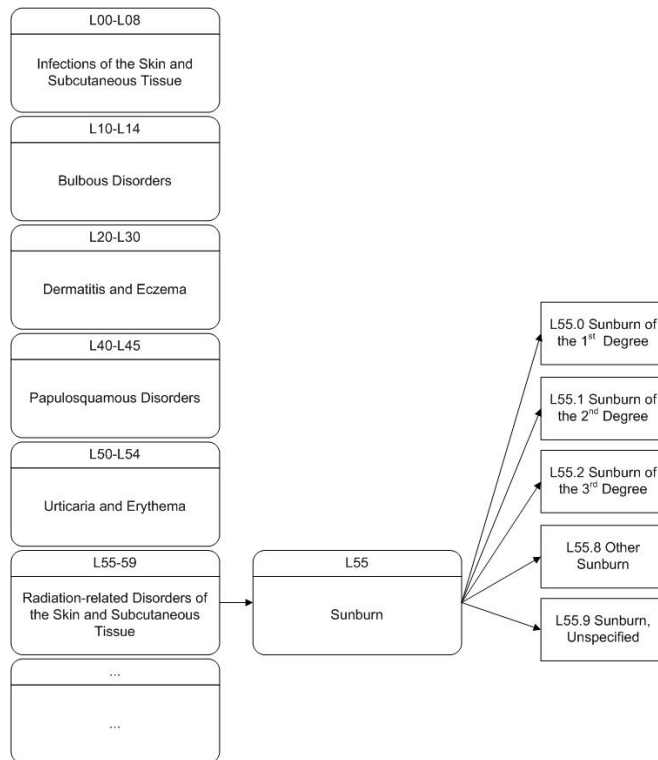 L00-L08
Infections of the Skin and
Subcutaneous Tissue
L10-L14
Bulbous Disorders
L20-L30
Dermatitis and Eczema
L40-L45
Papulosquamous Disorders
L50-L54
Urticaria and Erythema
L55-59
Radiation-related Disorders of
the Skin and Subcutaneous
Tissue
...
...
L55
Sunburn
L55.0 Sunburn of
the 1st Degree
L55.1 Sunburn of
the 2nd Degree
L55.2 Sunburn of
the 3rd Degree
L55.8 Other
Sunburn
L55.9 Sunburn,
Unspecified